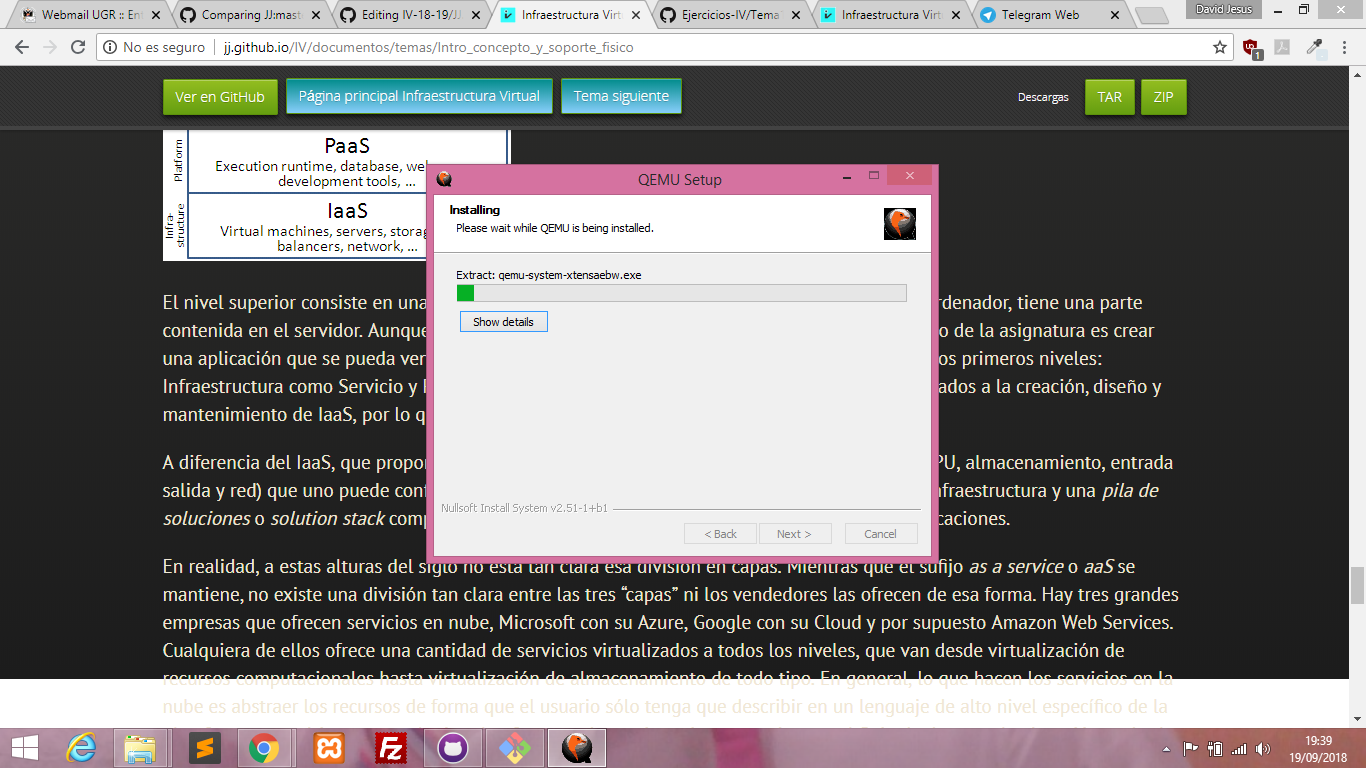 Webmail UGR :: Ent
Comparing JJ:mast
Editing IV-18-19/JJ
Infraestructura Virt
Ejercicios-IV/Tema
Infraestructura Virt
Telegram Web
David Jesus
No es seguro
jj.github.io/IV/documentos/temas/Intro_concepto_y_soporte_fisico
1
Ver en GitHub
Página principal Infraestructura Virtual
Tema siguiente
Descargas
TAR
ZIP
Platform
PaaS
Execution runtime, database, web
development tools, ...
Infra-
structure
IaaS
Virtual machines, servers, storag
balancers, network, ...
QEMU Setup
Installing
Please wait while QEMU is being installed.
Extract: qemu-system-xtensaebw.exe
Show details
Nullsoft Install System v2.51-1+b1
< Back
Next >
Cancel
El nivel superior consiste en una rdenador, tiene una parte
contenida en el servidor. Aunque o de la asignatura es crear
una aplicación que se pueda ver os primeros niveles:
Infraestructura como Servicio y ados a la creación, diseño y
mantenimiento de IaaS, por lo q
A diferencia del IaaS, que propor PU, almacenamiento, entrada
salida y red) que uno puede conf nfraestructura y una pila de
soluciones o solution stack comp caciones.
En realidad, a estas alturas del siglo no está tan clara esa división en capas. Mientras que el sufijo as a service o aaS se
mantiene, no existe una división tan clara entre las tres “capas” ni los vendedores las ofrecen de esa forma. Hay tres grandes
empresas que ofrecen servicios en nube, Microsoft con su Azure, Google con su Cloud y por supuesto Amazon Web Services.
Cualquiera de ellos ofrece una cantidad de servicios virtualizados a todos los niveles, que van desde virtualización de
recursos computacionales hasta virtualización de almacenamiento de todo tipo. En general, lo que hacen los servicios en la
nube es abstraer los recursos de forma que el usuario sólo tenga que describir en un lenguaje de alto nivel específico de la
19:39
19/09/2018